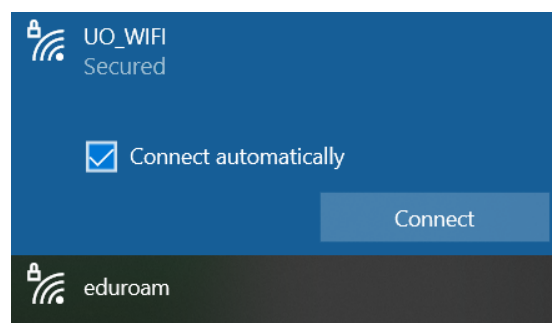 UO_WIFI
Secured
Connect automatically
Connect
eduroam